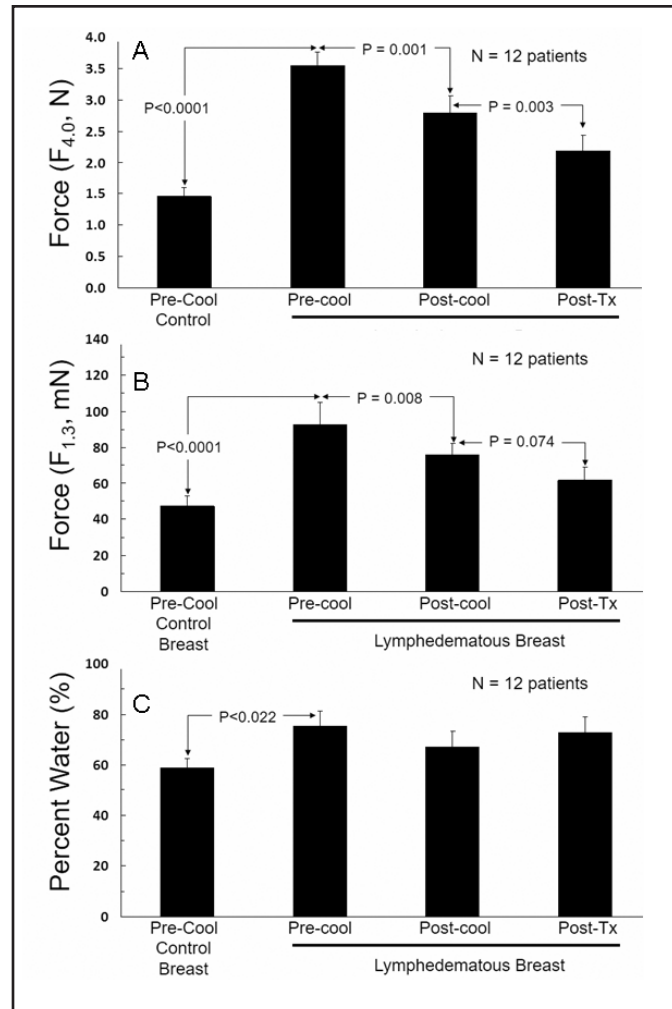 A
P = 0.001
N = 12 patients
P<0.0001
P = 0.003
Force (F4.0, N)
4.0
3.5
3.0
2.5
2.0
1.5
1.0
0.5
0.0
Pre-Cool
Control
Pre-cool
Post-cool
Post-Tx
B
N = 12 patients
P = 0.008
P<0.0001
P = 0.074
Force (F1.3, mN)
140
120
100
80
60
40
20
0
Pre-Cool
Control
Breast
Pre-cool
Post-cool
Post-Tx
Lymphedematous Breast
C
N = 12 patients
P<0.022
Percent Water (%)
100
80
60
40
20
0
Pre-Cool
Control
Breast
Pre-cool
Post-cool
Post-Tx
Lymphedematous Breast